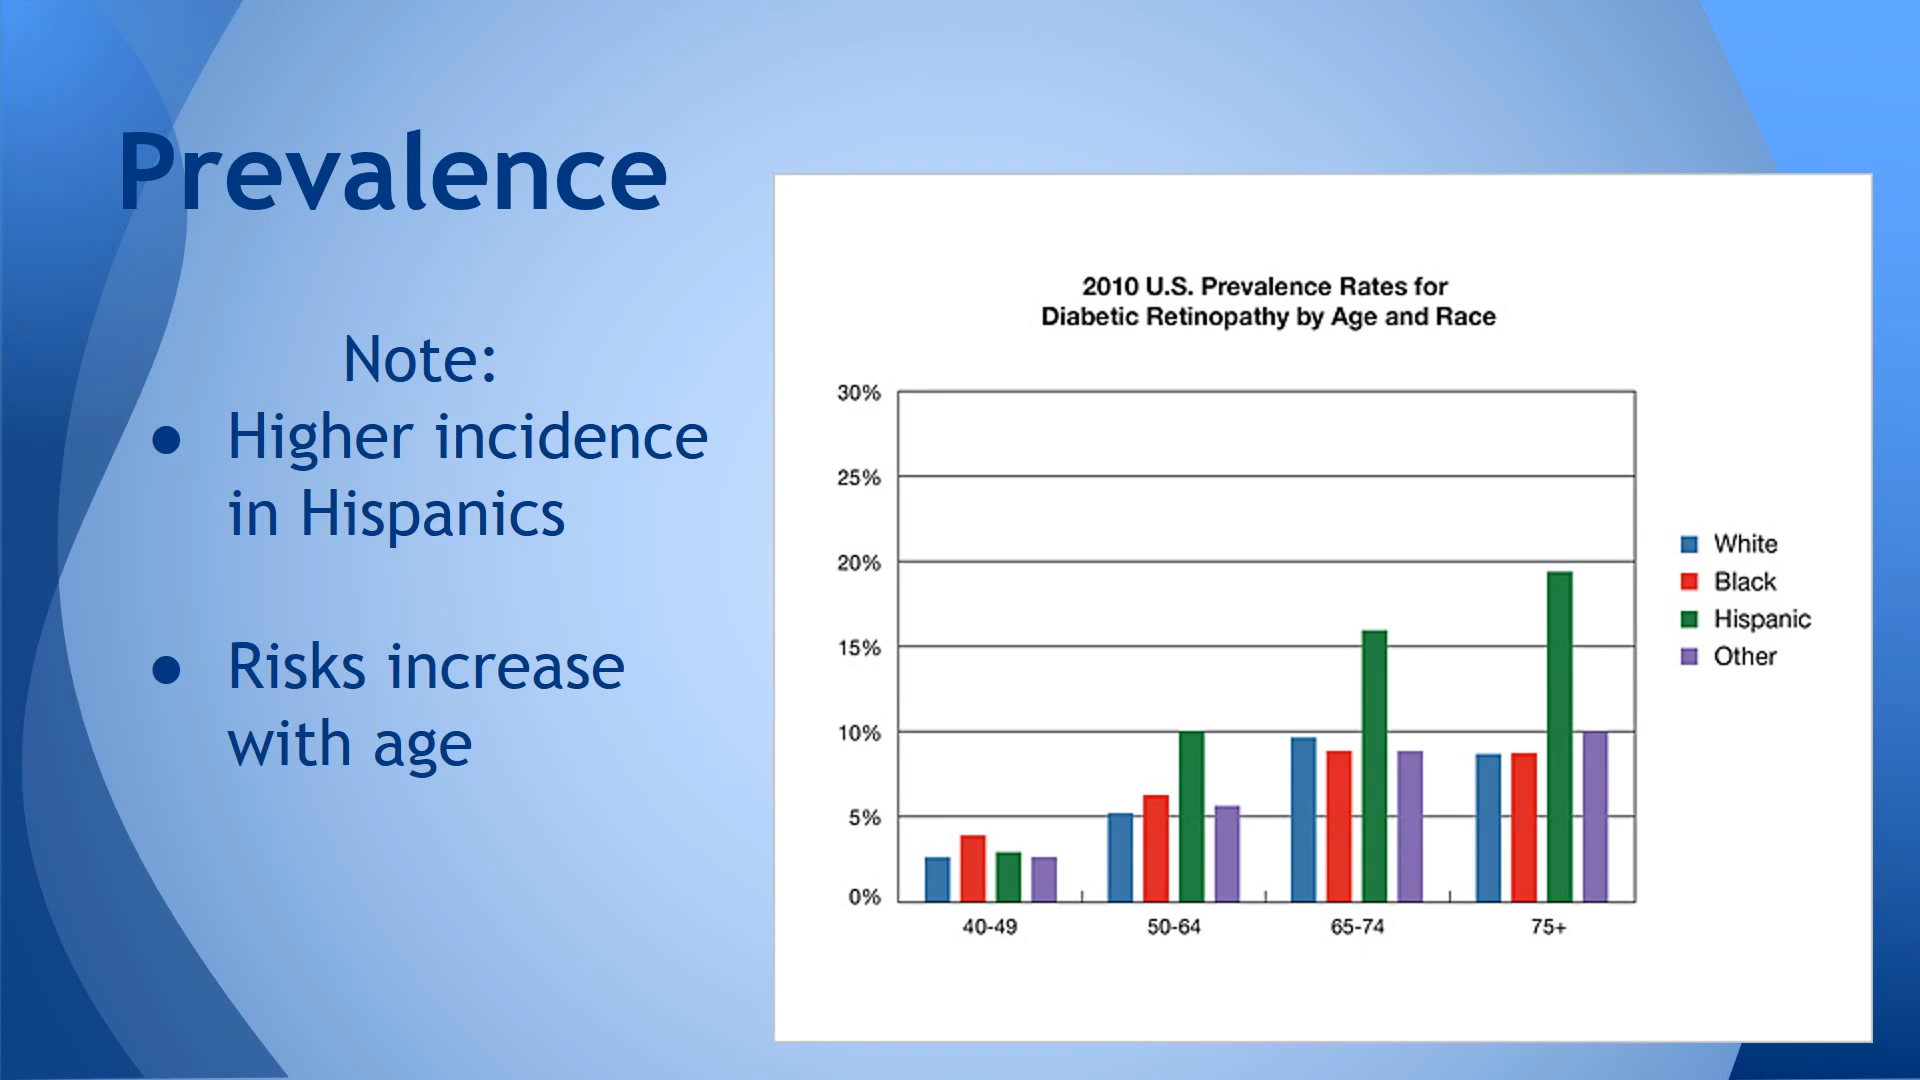 Prevalence
Note:
● Higher incidence
in Hispanics
● Risks increase
with age
2010 U.S. Prevalence Rates for
Diabetic Retinopathy by Age and Race
30%
25%
20%
15%
10%
5%
0%
40-49
50-64
65-74
75+
White
Black
Hispanic
Other